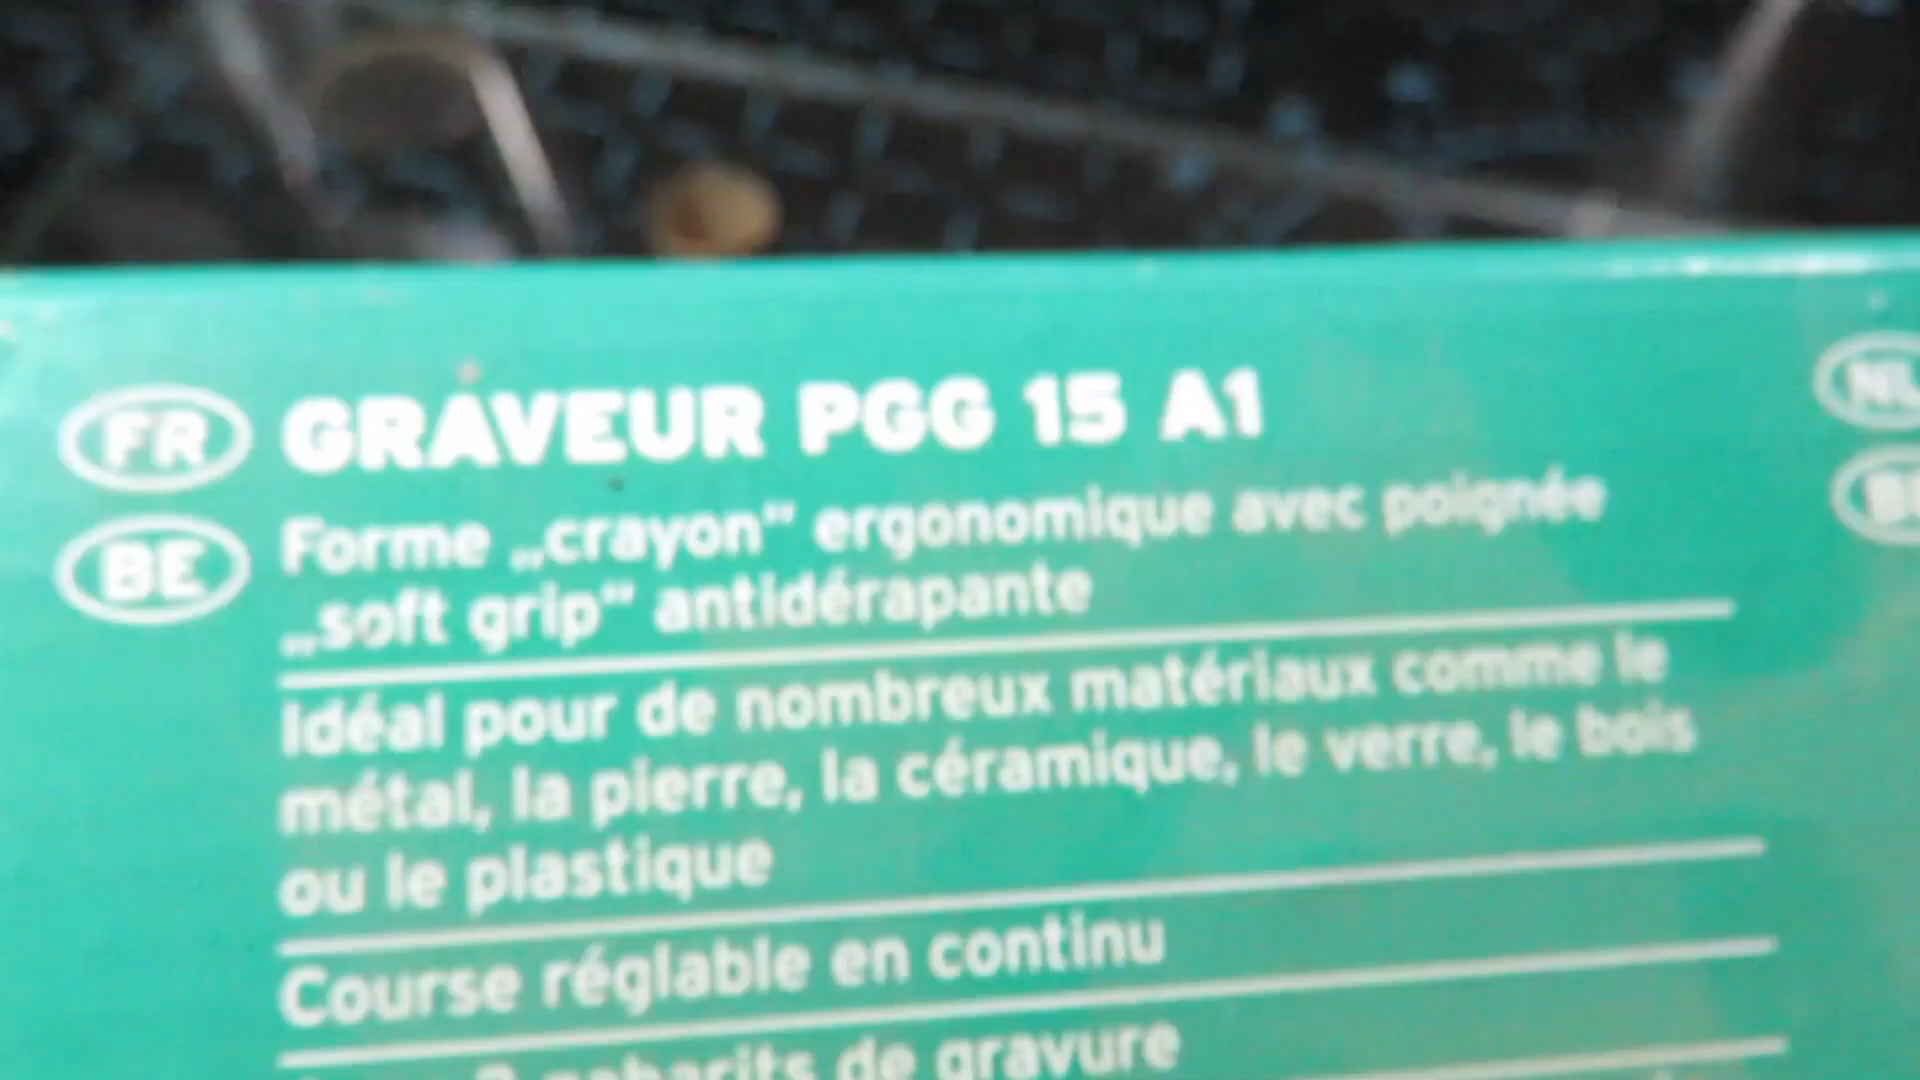 FR GRAVEUR PGG 15 A1
BE Forme „crayon" ergonomique avec poignée
„soft grip" antidérapante
Idéal pour de nombreux matériaux comme le
métal, la pierre, la céramique, le verre, le bois
ou le plastique
Course réglable en continu
gabarits de gravure
NL